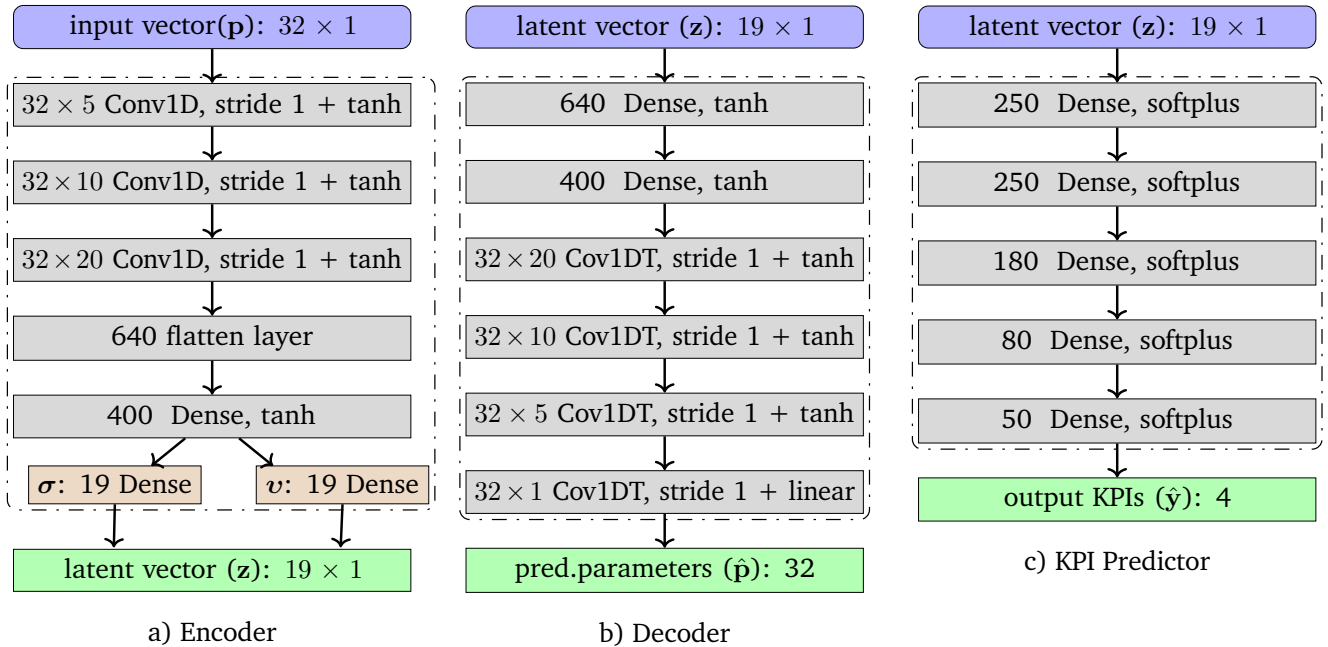 input vector(p): 32 × 1
32 × 5 Conv1D, stride 1 + tanh
32 × 10 Conv1D, stride 1 + tanh
32 × 20 Conv1D, stride 1 + tanh
640 flatten layer
400 Dense, tanh
σ: 19 Dense
υ: 19 Dense
latent vector (z): 19 × 1
a) Encoder
latent vector (z): 19 × 1
640 Dense, tanh
400 Dense, tanh
32 × 20 Cov1DT, stride 1 + tanh
32 × 10 Cov1DT, stride 1 + tanh
32 × 5 Cov1DT, stride 1 + tanh
32 × 1 Cov1DT, stride 1 + linear
pred.parameters (p̂): 32
b) Decoder
latent vector (z): 19 × 1
250 Dense, softplus
250 Dense, softplus
180 Dense, softplus
80 Dense, softplus
50 Dense, softplus
output KPIs (ŷ): 4
c) KPI Predictor